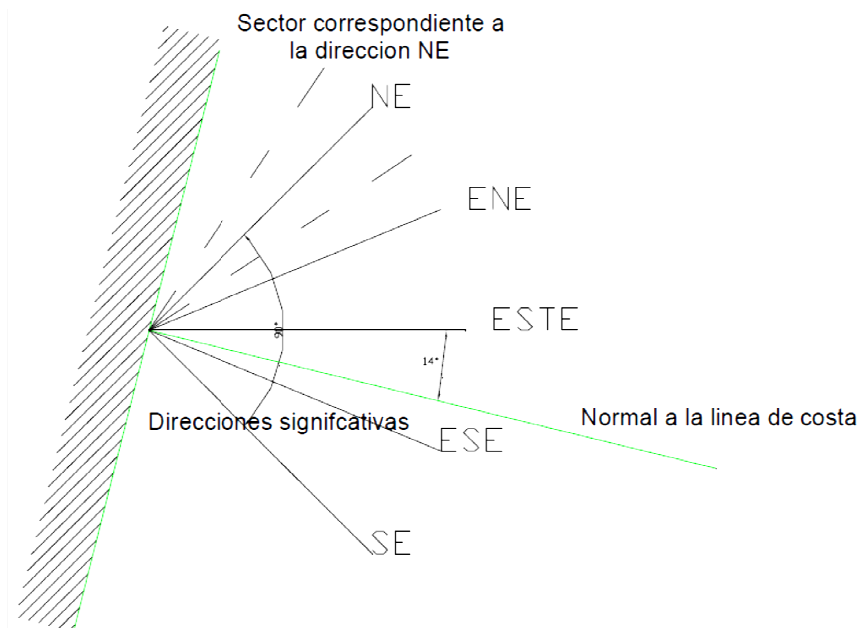 Sector correspondiente a
la direccion NE
NE
ENE
ESTE
90°
14°
Direcciones signifcativas
Normal a la linea de costa
ESE
SE